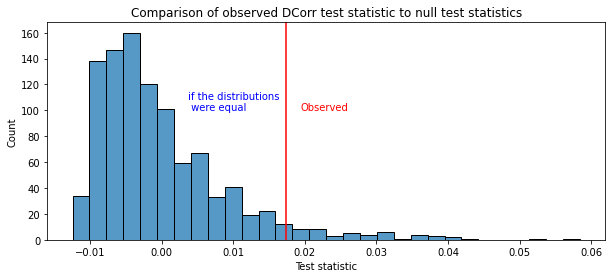 Comparison of observed DCorr test statistic to null test statistics
160
140
120
100
80
60
40
20
0
Count
if the distributions
were equal
Observed
−0.01 0.00 0.01 0.02 0.03 0.04 0.05 0.06
Test statistic